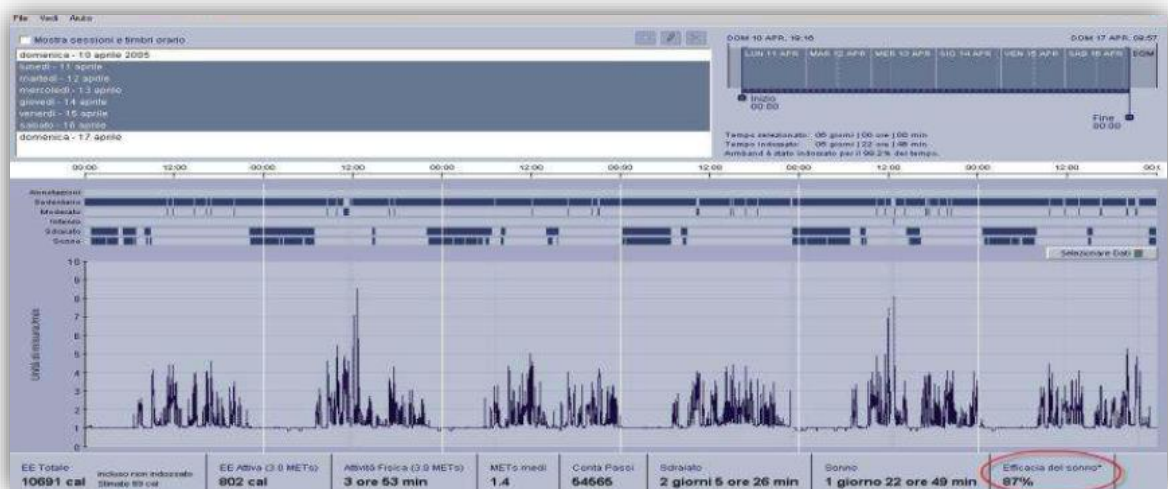 File Vedi Aiuto
Mostra sessioni e timbri orario
domenica - 10 aprile 2005
lunedì - 11 aprile
martedì - 12 aprile
mercoledì - 13 aprile
giovedì - 14 aprile
venerdì - 15 aprile
sabato - 16 aprile
domenica - 17 aprile
DOM 10 APR, 19:16
DOM 17 APR, 09:57
LUN 11 APR MAR 12 APR MER 13 APR GIO 14 APR VEN 15 APR SAB 16 APR DOM
Inizio
00:00
Fine
00:00
Tempo selezionato: 06 giorni | 00 ore | 00 min
Tempo indossato: 05 giorni | 22 ore | 48 min
Armband è stato indossato per il 99.2% del tempo.
00:00 12:00 00:00 12:00 00:00 12:00 00:00 12:00 00:00 12:00 00:00 12:00
Annotazioni
Sedentario
Moderato
Intenso
Sdraiato
Sonno
Selezionare Dati
10
9
8
7
6
5
4
3
2
1
0
Unità di misura/min
EE Totale
10691 cal
Incluso non indossato
Stimate 89 cal
EE Attiva (3.0 METs)
802 cal
Attività Fisica (3.0 METs)
3 ore 53 min
METs medi
1.4
Conta Passi
54565
Sdraiato
2 giorni 5 ore 26 min
Sonno
1 giorno 22 ore 49 min
Efficacia del sonno*
87%